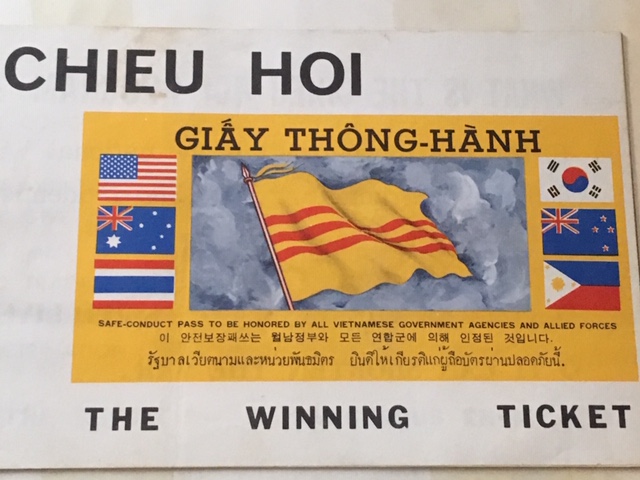 CHIEU HOI
GIẤY THÔNG-HÀNH
SAFE-CONDUCT PASS TO BE HONORED BY ALL VIETNAMESE GOVERNMENT AGENCIES AND ALLIED FORCES
이 안전보장패쓰는 월남정부와 모든 연합군에 의해 인정된 것입니다.
รัฐบาลเวียตนามและหน่วยพันธมิตร ยินดีให้เกียรติแก่ผู้ถือบัตรผ่านปลอดภัยนี้.
THE WINNING TICKET